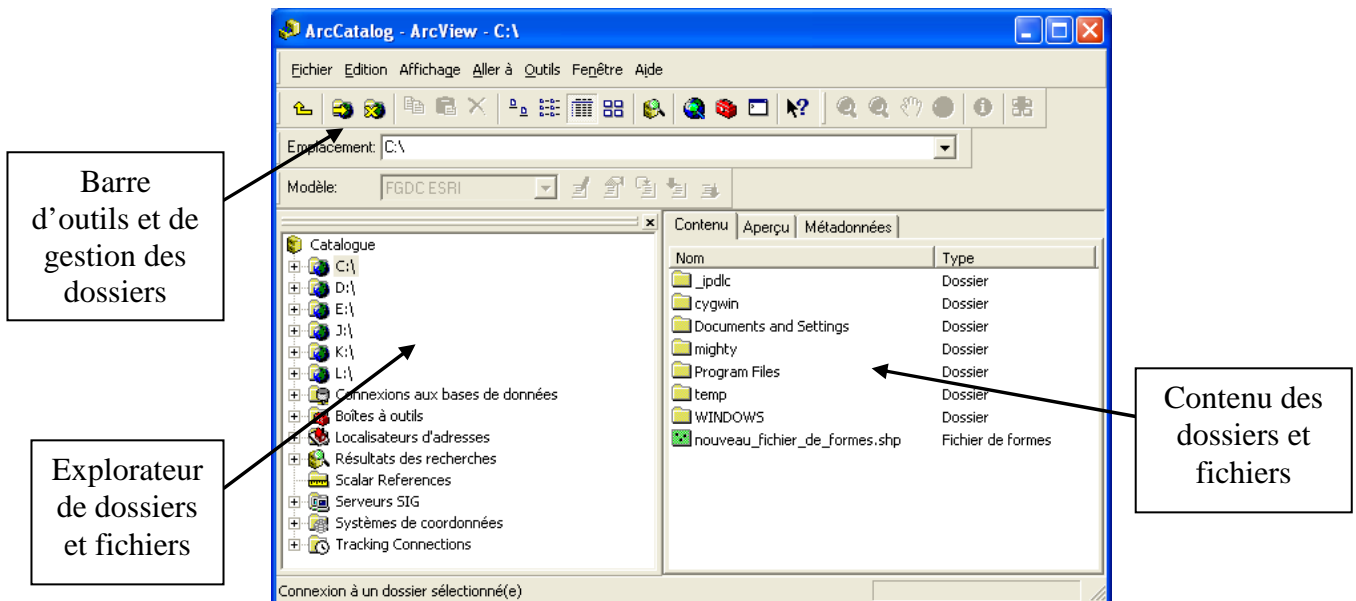 ArcCatalog - ArcView - C:\
Fichier Edition Affichage Aller à Outils Fenêtre Aide
Emplacement: C:\
Modèle: FGDC ESRI
Barre
d’outils et de
gestion des
dossiers
Catalogue
C:\
D:\
E:\
J:\
K:\
L:\
Connexions aux bases de données
Boîtes à outils
Localisateurs d'adresses
Résultats des recherches
Scalar References
Serveurs SIG
Systèmes de coordonnées
Tracking Connections
Explorateur
de dossiers
et fichiers
Contenu Aperçu Métadonnées
Nom Type
_ipdlc Dossier
cygwin Dossier
Documents and Settings Dossier
mighty Dossier
Program Files Dossier
temp Dossier
WINDOWS Dossier
nouveau_fichier_de_formes.shp Fichier de formes
Contenu des
dossiers et
fichiers
Connexion à un dossier sélectionné(e)